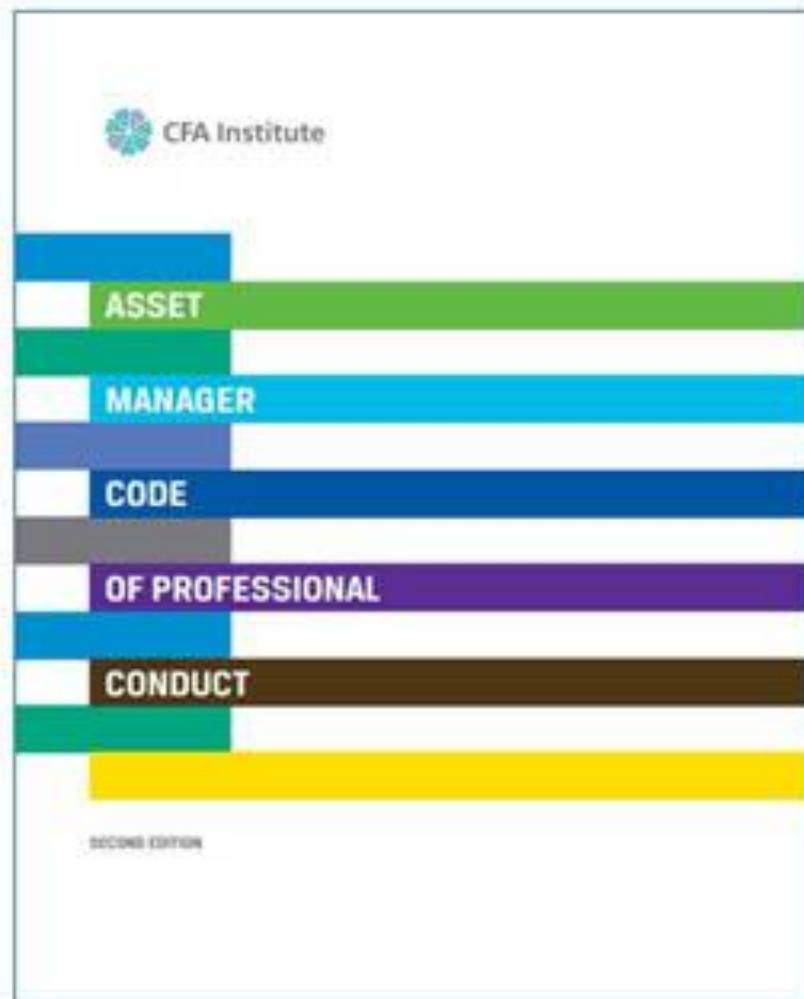 CFA Institute
ASSET
MANAGER
CODE
OF PROFESSIONAL
CONDUCT
SECOND EDITION